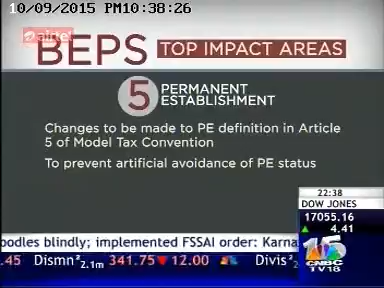 10/09/2015 PM10:38:26
airtel
BEPS TOP IMPACT AREAS
5 PERMANENT
ESTABLISHMENT
Changes to be made to PE definition in Article
5 of Model Tax Convention
To prevent artificial avoidance of PE status
22:38
DOW JONES
17055.16
▲ 4.41
oodles blindly; implemented FSSAI order: Karna
.45 Dismn² 2.1m 341.75 ▼ 12.00 Divis²
15
CNBC
TV18